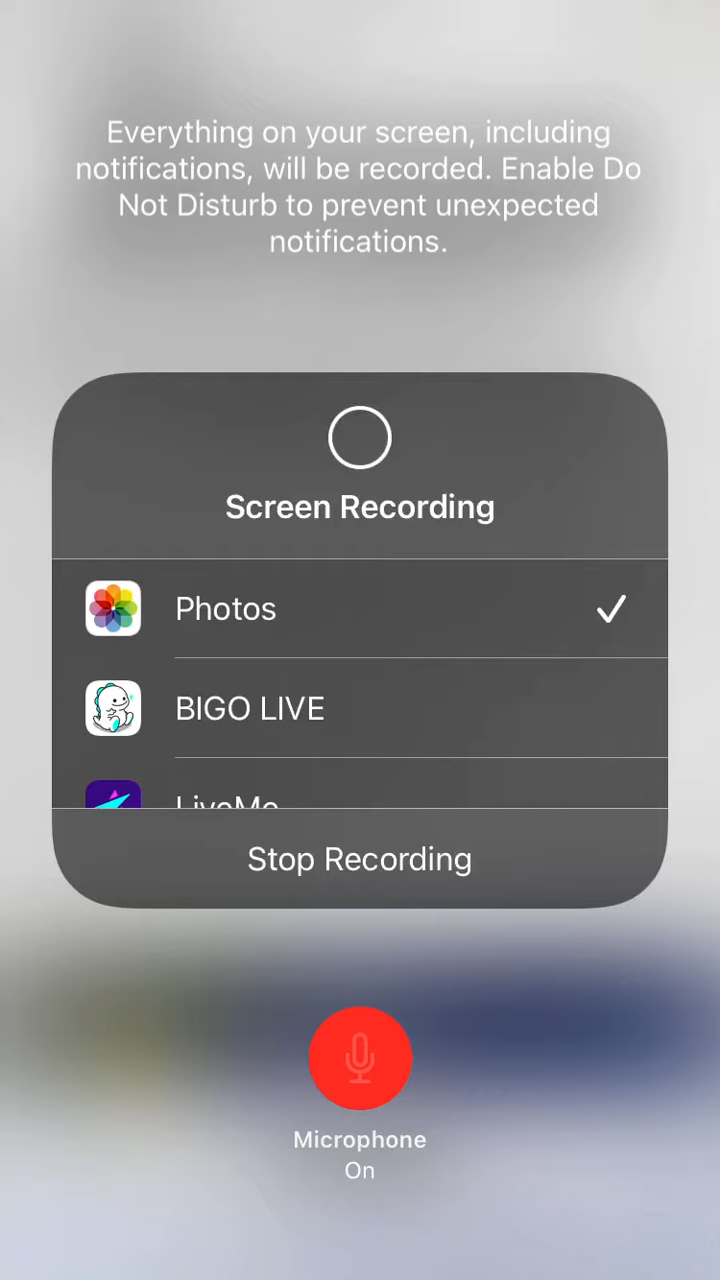 Everything on your screen, including
notifications, will be recorded. Enable Do
Not Disturb to prevent unexpected
notifications.
Screen Recording
Photos
BIGO LIVE
LiveMe
Stop Recording
Microphone
On